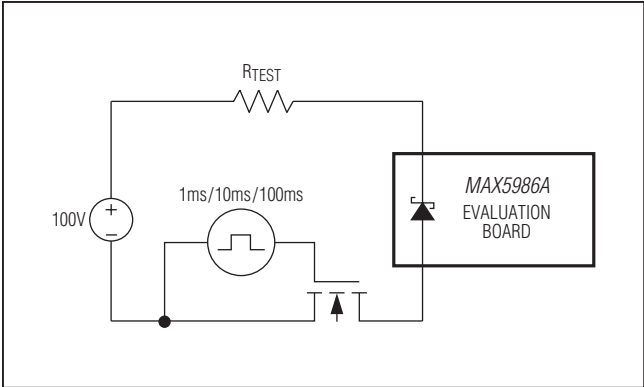 RTEST
1ms/10ms/100ms
100V
+
–
MAX5986A
EVALUATION
BOARD